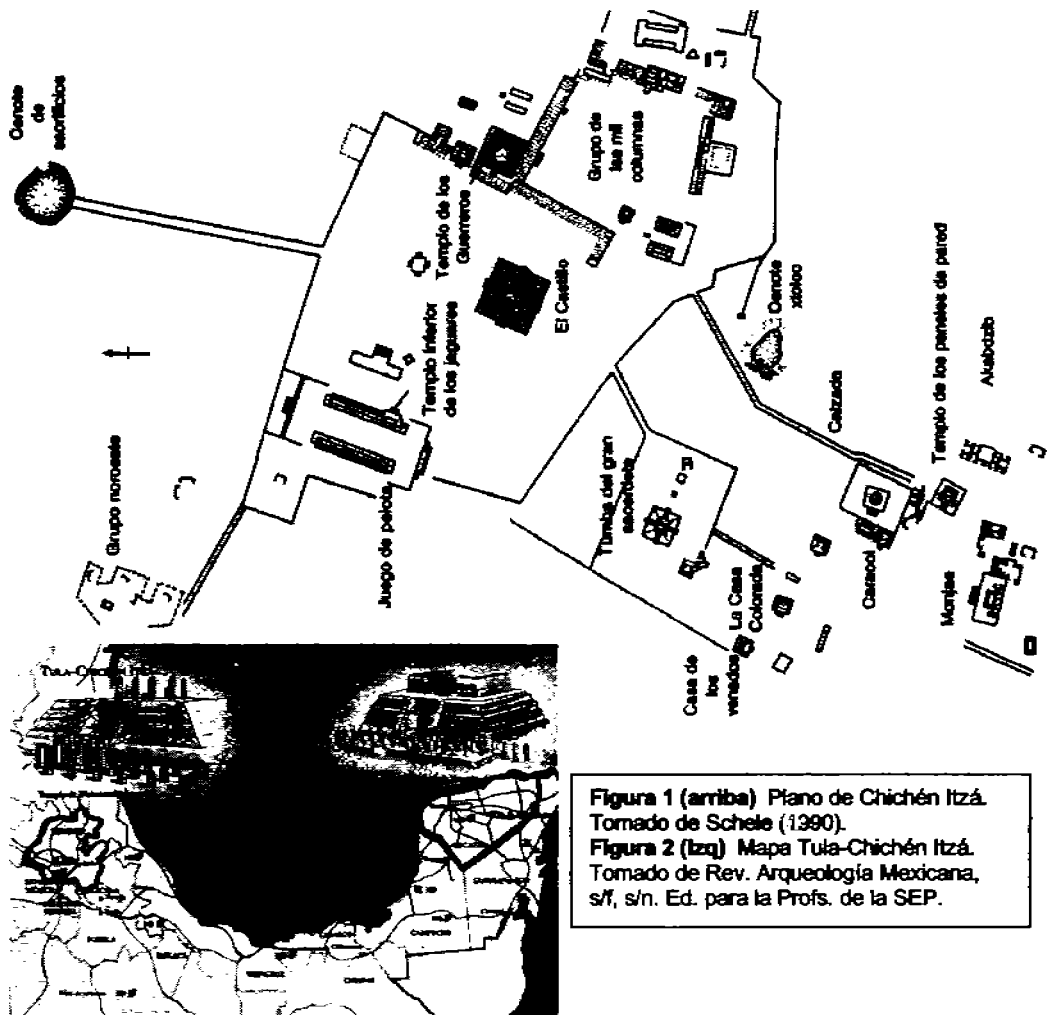 Cenote
de
sacrificios
Grupo noroeste
Templo de los
Guerreros
Grupo de
las mil
columnas
Templo inferior
de los jaguares
El Castillo
Juego de pelota
Cenote
xtoloc
Calzada
Templo de los paneles de pared
Akabdzib
Tumba del gran
sacerdote
La Casa
Colorada
Casa de
los
venados
Caracol
Monjas
Figura 1 (arriba) Plano de Chichén Itzá.
Tomado de Schele (1990).
Figura 2 (izq) Mapa Tula-Chichén Itzá.
Tomado de Rev. Arqueología Mexicana,
s/f, s/n. Ed. para la Profs. de la SEP.
PUEBLA
CAMPECHE